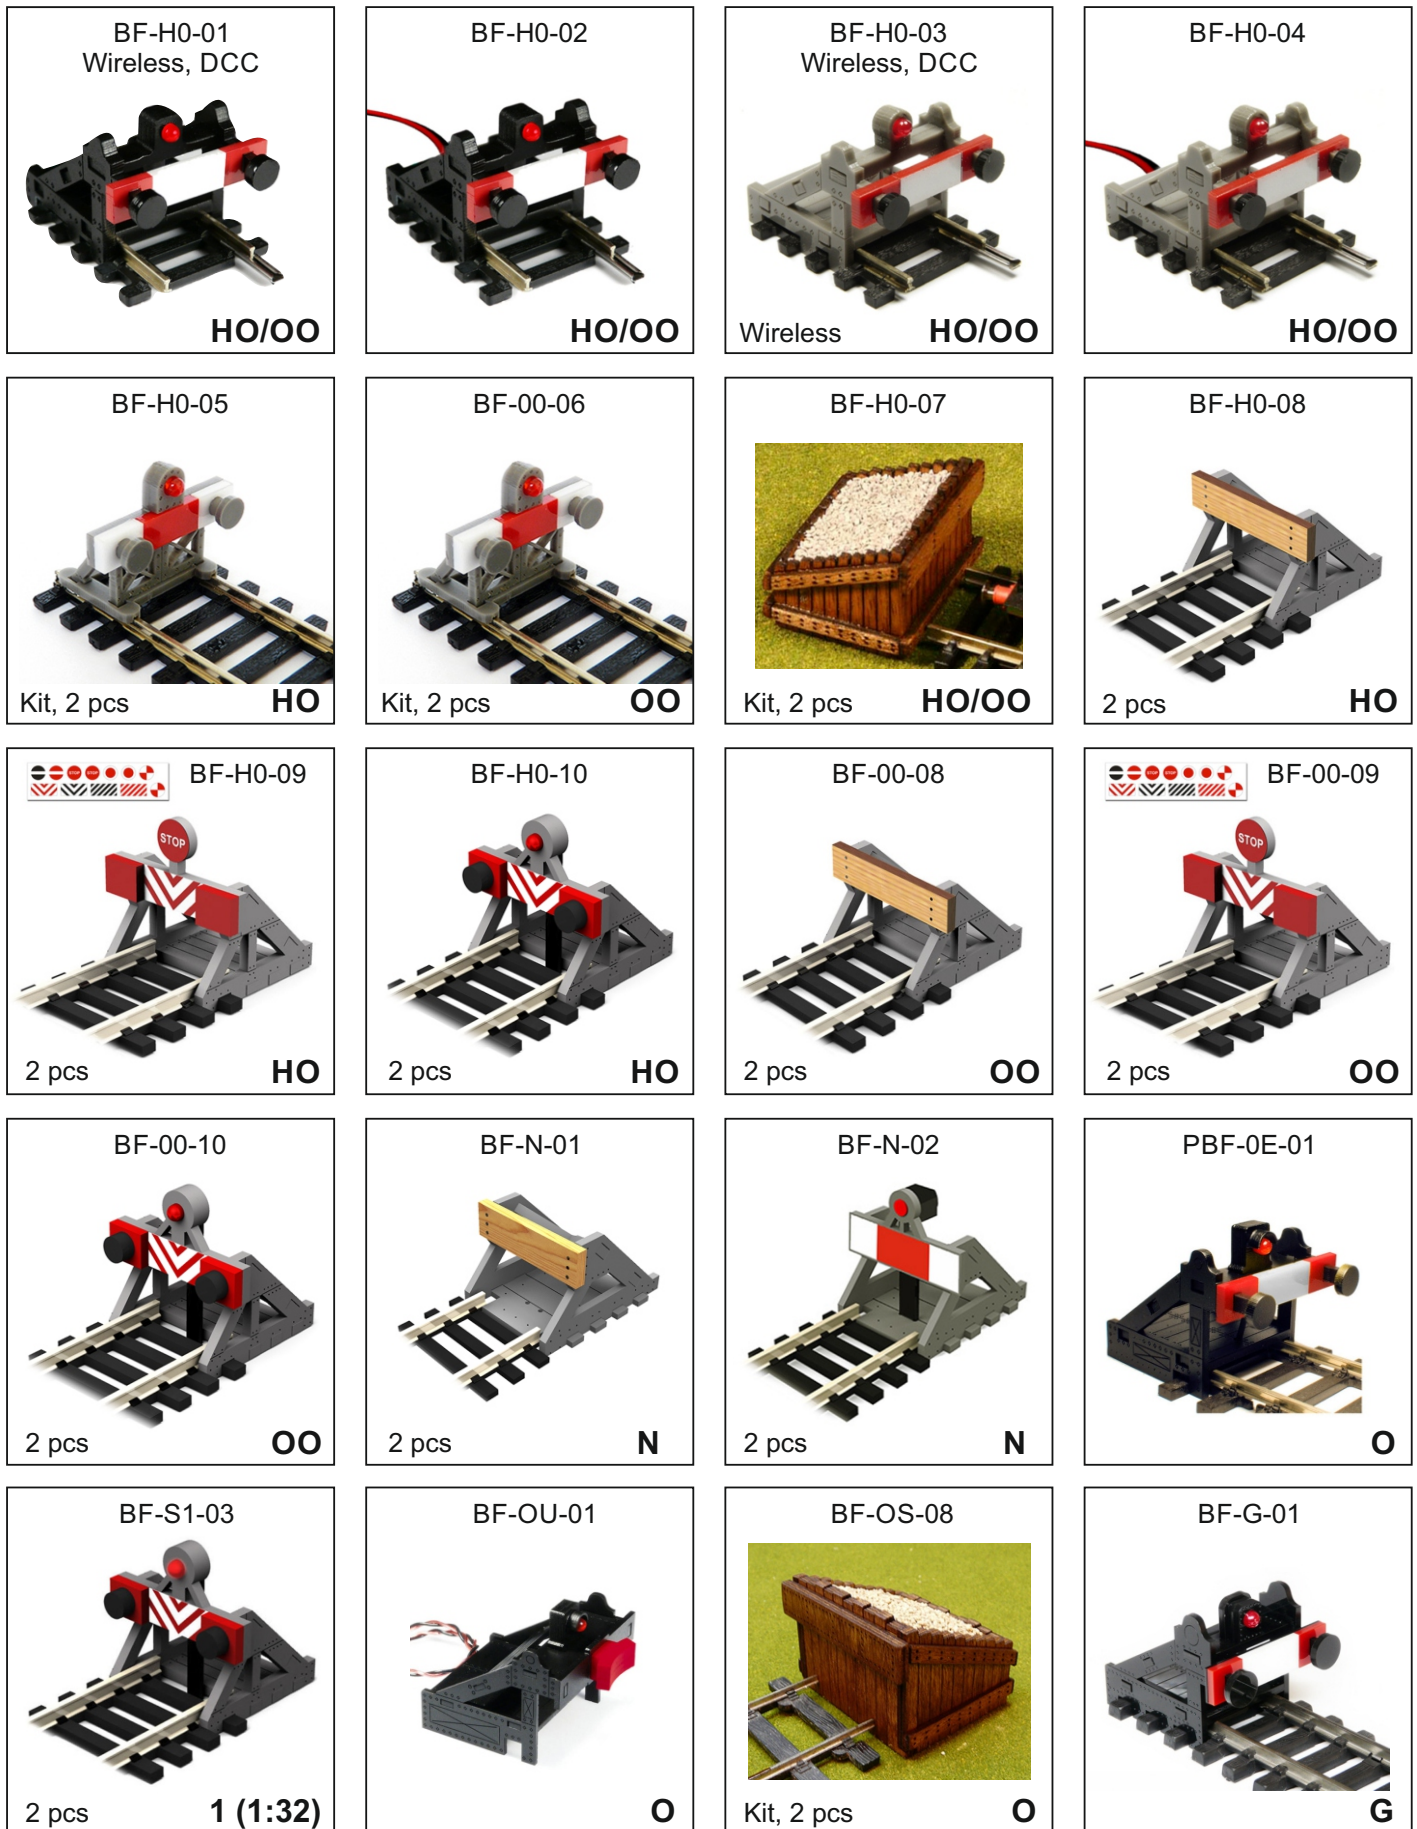 BF-H0-01
Wireless, DCC
HO/OO
BF-H0-02
HO/OO
BF-H0-03
Wireless, DCC
Wireless HO/OO
BF-H0-04
HO/OO
BF-H0-05
Kit, 2 pcs HO
BF-00-06
Kit, 2 pcs OO
BF-H0-07
Kit, 2 pcs HO/OO
BF-H0-08
2 pcs HO
BF-H0-09
STOP STOP
STOP
2 pcs HO
BF-H0-10
2 pcs HO
BF-00-08
2 pcs OO
BF-00-09
STOP STOP
STOP
2 pcs OO
BF-00-10
2 pcs OO
BF-N-01
2 pcs N
BF-N-02
2 pcs N
PBF-0E-01
O
BF-S1-03
2 pcs 1 (1:32)
BF-OU-01
O
BF-OS-08
Kit, 2 pcs O
BF-G-01
G